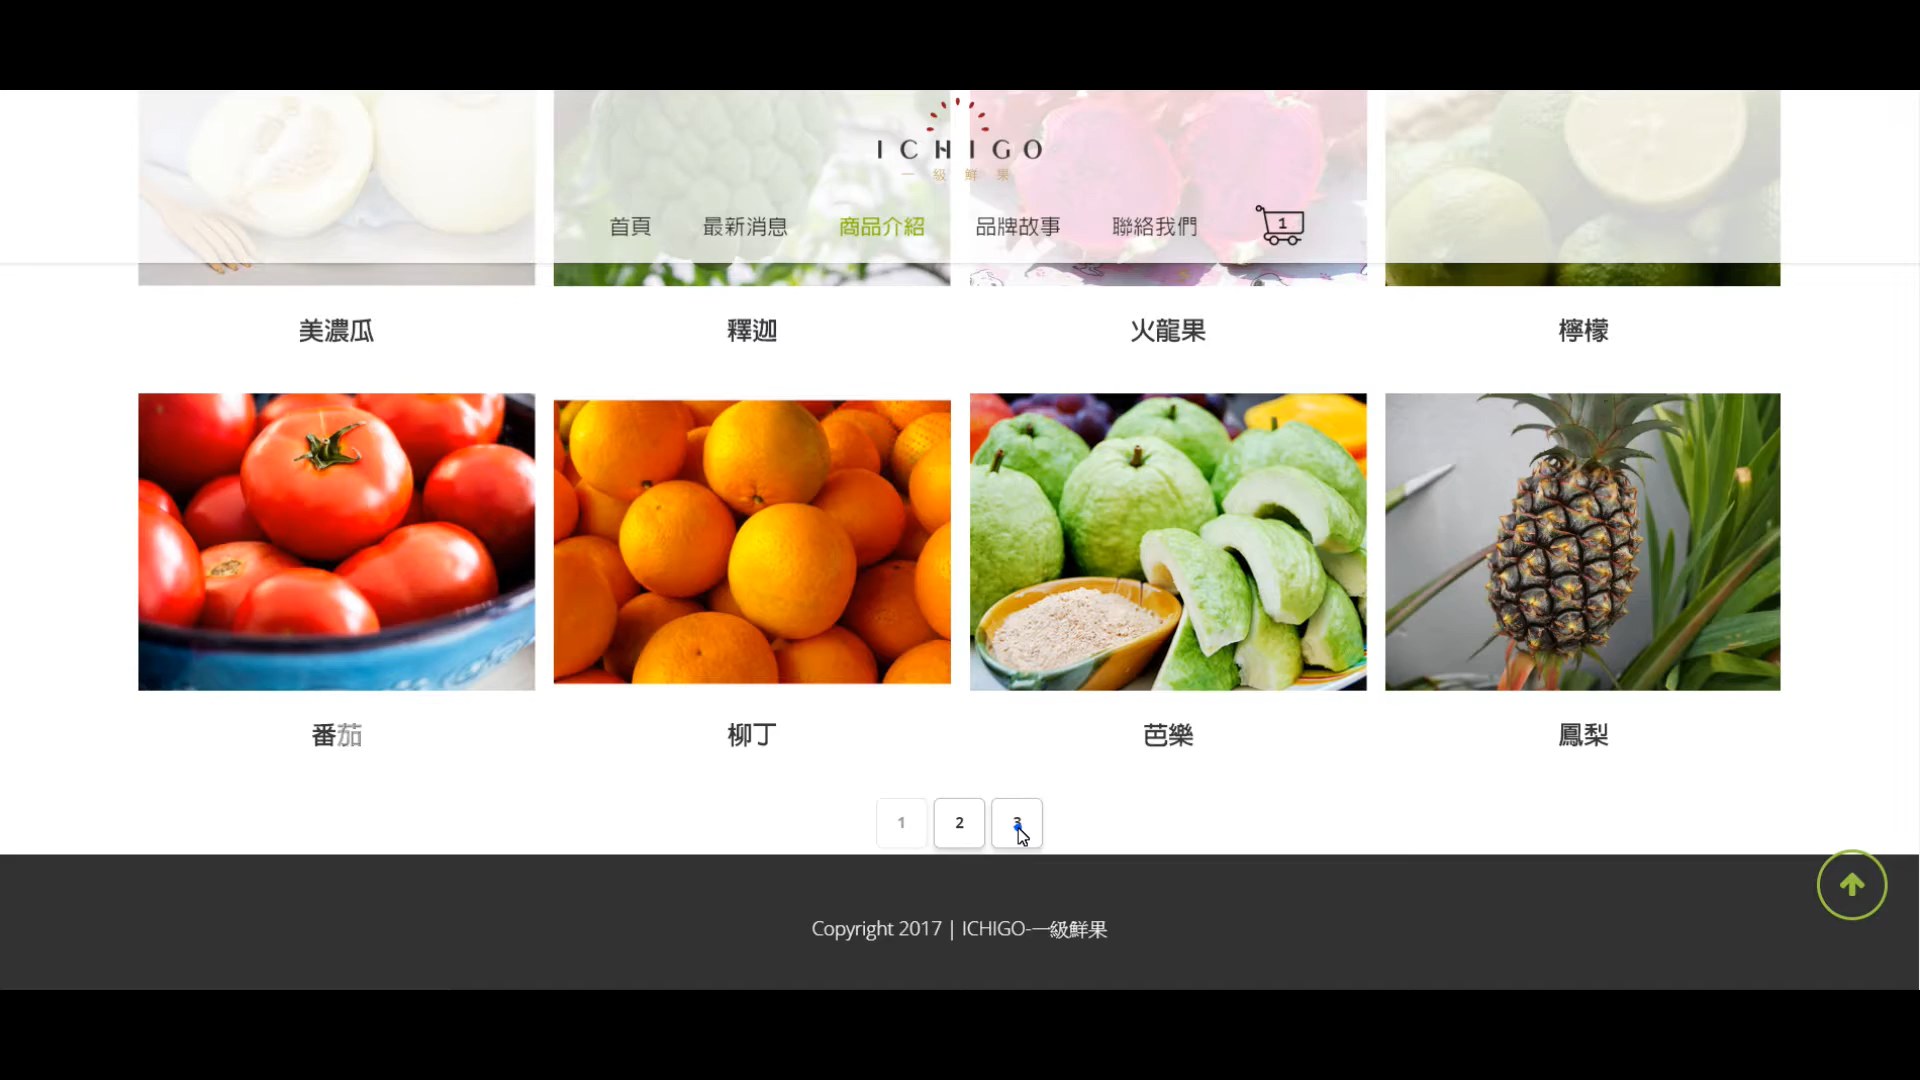 ICHIGO
一級鮮果
首頁 最新消息 商品介紹 品牌故事 聯絡我們 1
美濃瓜 釋迦 火龍果 檸檬
番茄 柳丁 芭樂 鳳梨
1 2 3
Copyright 2017 | ICHIGO-一級鮮果